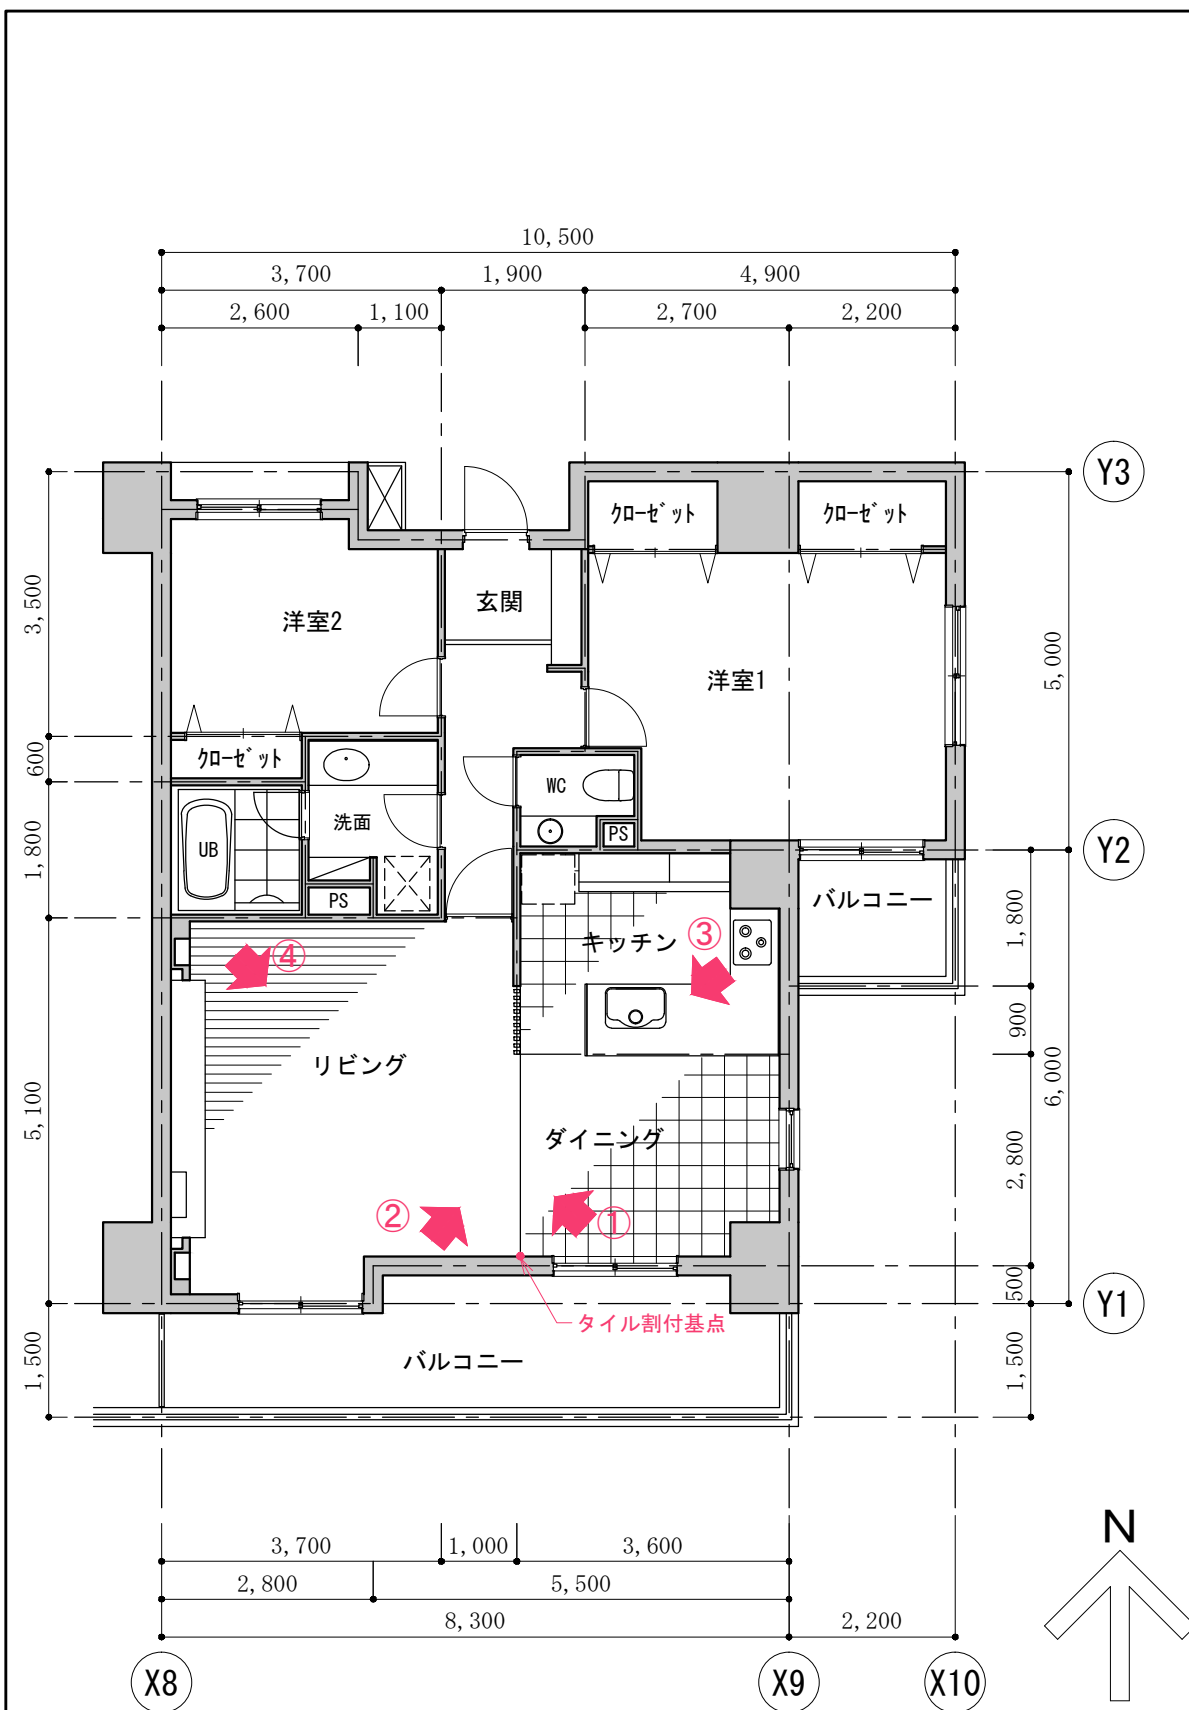 10,500
3,700 1,900 4,900
2,600 1,100 2,700 2,200
Y3
クローゼット クローゼット
3,500
玄関
洋室2
洋室1
5,000
600
クローゼット
WC
洗面
PS
1,800
UB
Y2
PS
バルコニー
1,800
キッチン
③
④
900
リビング
5,100
6,000
ダイニング
2,800
②
①
500
Y1
タイル割付基点
バルコニー
1,500
1,500
N
3,700 1,000 3,600
2,800 5,500
8,300 2,200
X8 X9 X10